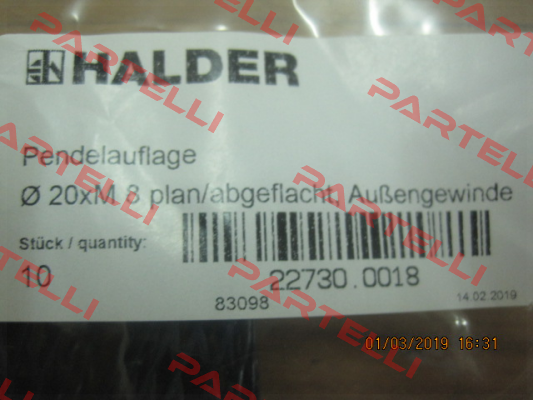 HALDER
Pendelauflage
Ø 20xM 8 plan/abgeflacht, Außengewinde
Stück / quantity:
10
22730.0018
83098
14.02.2019
01/03/2019 16:31
PARTELLI
PARTELLI
PARTELLI
PARTELLI
PARTELLI
PARTELLI